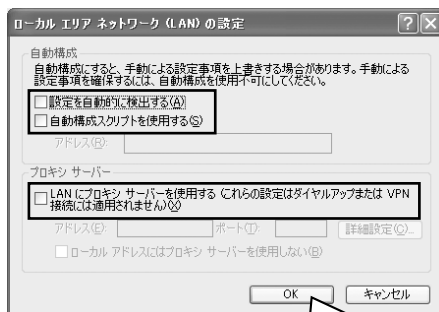 ローカル エリア ネットワーク (LAN) の設定
自動構成
自動構成にすると、手動による設定事項を上書きする場合があります。手動による
設定事項を確保するには、自動構成を使用不可にしてください。
設定を自動的に検出する(A)
自動構成スクリプトを使用する(S)
アドレス(R):
プロキシ サーバー
LAN にプロキシ サーバーを使用する (これらの設定はダイヤルアップまたは VPN
接続には適用されません)(X)
アドレス(E): ポート(T): 詳細設定(C)...
ローカル アドレスにはプロキシ サーバーを使用しない(B)
OK キャンセル